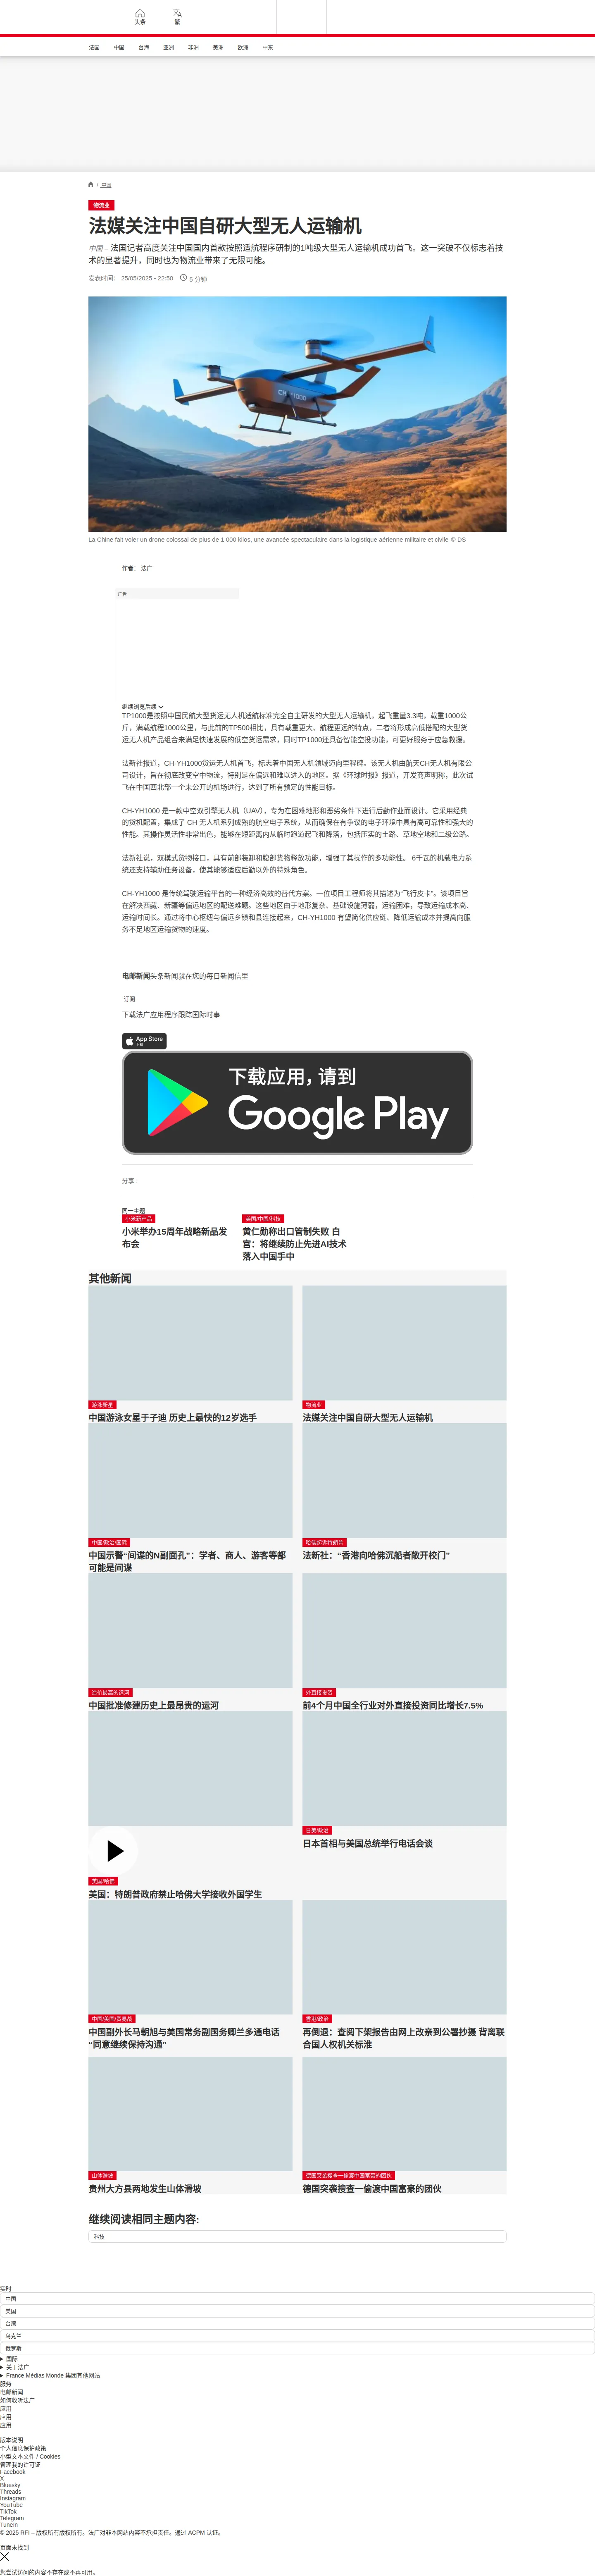 头条
繁
法国 中国 台海 亚洲 非洲 美洲 欧洲 中东
/ 中国
物流业
法媒关注中国自研大型无人运输机
中国 – 法国记者高度关注中国国内首款按照适航程序研制的1吨级大型无人运输机成功首飞。这一突破不仅标志着技
术的显著提升，同时也为物流业带来了无限可能。
发表时间： 25/05/2025 - 22:50 5 分钟
CH YH1000
La Chine fait voler un drone colossal de plus de 1 000 kilos, une avancée spectaculaire dans la logistique aérienne militaire et civile © DS
作者： 法广
广告
继续浏览后续
TP1000是按照中国民航大型货运无人机适航标准完全自主研发的大型无人运输机，起飞重量3.3吨，载重1000公
斤，满载航程1000公里，与此前的TP500相比，具有载重更大、航程更远的特点，二者将形成高低搭配的大型货
运无人机产品组合来满足快速发展的低空货运需求，同时TP1000还具备智能空投功能，可更好服务于应急救援。
法新社报道，CH-YH1000货运无人机首飞，标志着中国无人机领域迈向里程碑。该无人机由航天CH无人机有限公
司设计，旨在彻底改变空中物流，特别是在偏远和难以进入的地区。据《环球时报》报道，开发商声明称，此次试
飞在中国西北部一个未公开的机场进行，达到了所有预定的性能目标。
CH-YH1000 是一款中空双引擎无人机（UAV），专为在困难地形和恶劣条件下进行后勤作业而设计。它采用经典
的货机配置，集成了 CH 无人机系列成熟的航空电子系统，从而确保在有争议的电子环境中具有高可靠性和强大的
性能。其操作灵活性非常出色，能够在短距离内从临时跑道起飞和降落，包括压实的土路、草地空地和二级公路。
法新社说，双模式货物接口，具有前部装卸和腹部货物释放功能，增强了其操作的多功能性。 6千瓦的机载电力系
统还支持辅助任务设备，使其能够适应后勤以外的特殊角色。
CH-YH1000 是传统驾驶运输平台的一种经济高效的替代方案。一位项目工程师将其描述为“飞行皮卡”。该项目旨
在解决西藏、新疆等偏远地区的配送难题。这些地区由于地形复杂、基础设施薄弱，运输困难，导致运输成本高、
运输时间长。通过将中心枢纽与偏远乡镇和县连接起来，CH-YH1000 有望简化供应链、降低运输成本并提高向服
务不足地区运输货物的速度。
电邮新闻头条新闻就在您的每日新闻信里
订阅
下载法广应用程序跟踪国际时事
App Store
下载
下载应用，请到
Google Play
分享 :
同一主题
小米新产品
小米举办15周年战略新品发
布会
美国/中国/科技
黄仁勋称出口管制失败 白
宫：将继续防止先进AI技术
落入中国手中
其他新闻
游泳新星
中国游泳女星于子迪 历史上最快的12岁选手
物流业
法媒关注中国自研大型无人运输机
中国/政治/国际
中国示警“间谍的N副面孔”：学者、商人、游客等都
可能是间谍
哈佛起诉特朗普
法新社：“香港向哈佛沉船者敞开校门”
造价最高的运河
中国批准修建历史上最昂贵的运河
外直接投资
前4个月中国全行业对外直接投资同比增长7.5%
美国/哈佛
美国：特朗普政府禁止哈佛大学接收外国学生
日美/政治
日本首相与美国总统举行电话会谈
中国/美国/贸易战
中国副外长马朝旭与美国常务副国务卿兰多通电话
“同意继续保持沟通”
香港/政治
再倒退：查阅下架报告由网上改亲到公署抄摄 背离联
合国人权机关标淮
山体滑坡
贵州大方县两地发生山体滑坡
德国突袭搜查一偷渡中国富豪的团伙
德国突袭搜查一偷渡中国富豪的团伙
继续阅读相同主题内容:
科技
实时
中国
美国
台湾
乌克兰
俄罗斯
国际
关于法广
France Médias Monde 集团其他网站
服务
电邮新闻
如何收听法广
应用
应用
应用
版本说明
个人信息保护政策
小型文本文件 / Cookies
管理我的许可证
Facebook
X
Bluesky
Threads
Instagram
YouTube
TikTok
Telegram
TuneIn
© 2025 RFI – 版权所有版权所有。法广对非本网站内容不承担责任。通过 ACPM 认证。
页面未找到
您尝试访问的内容不存在或不再可用。